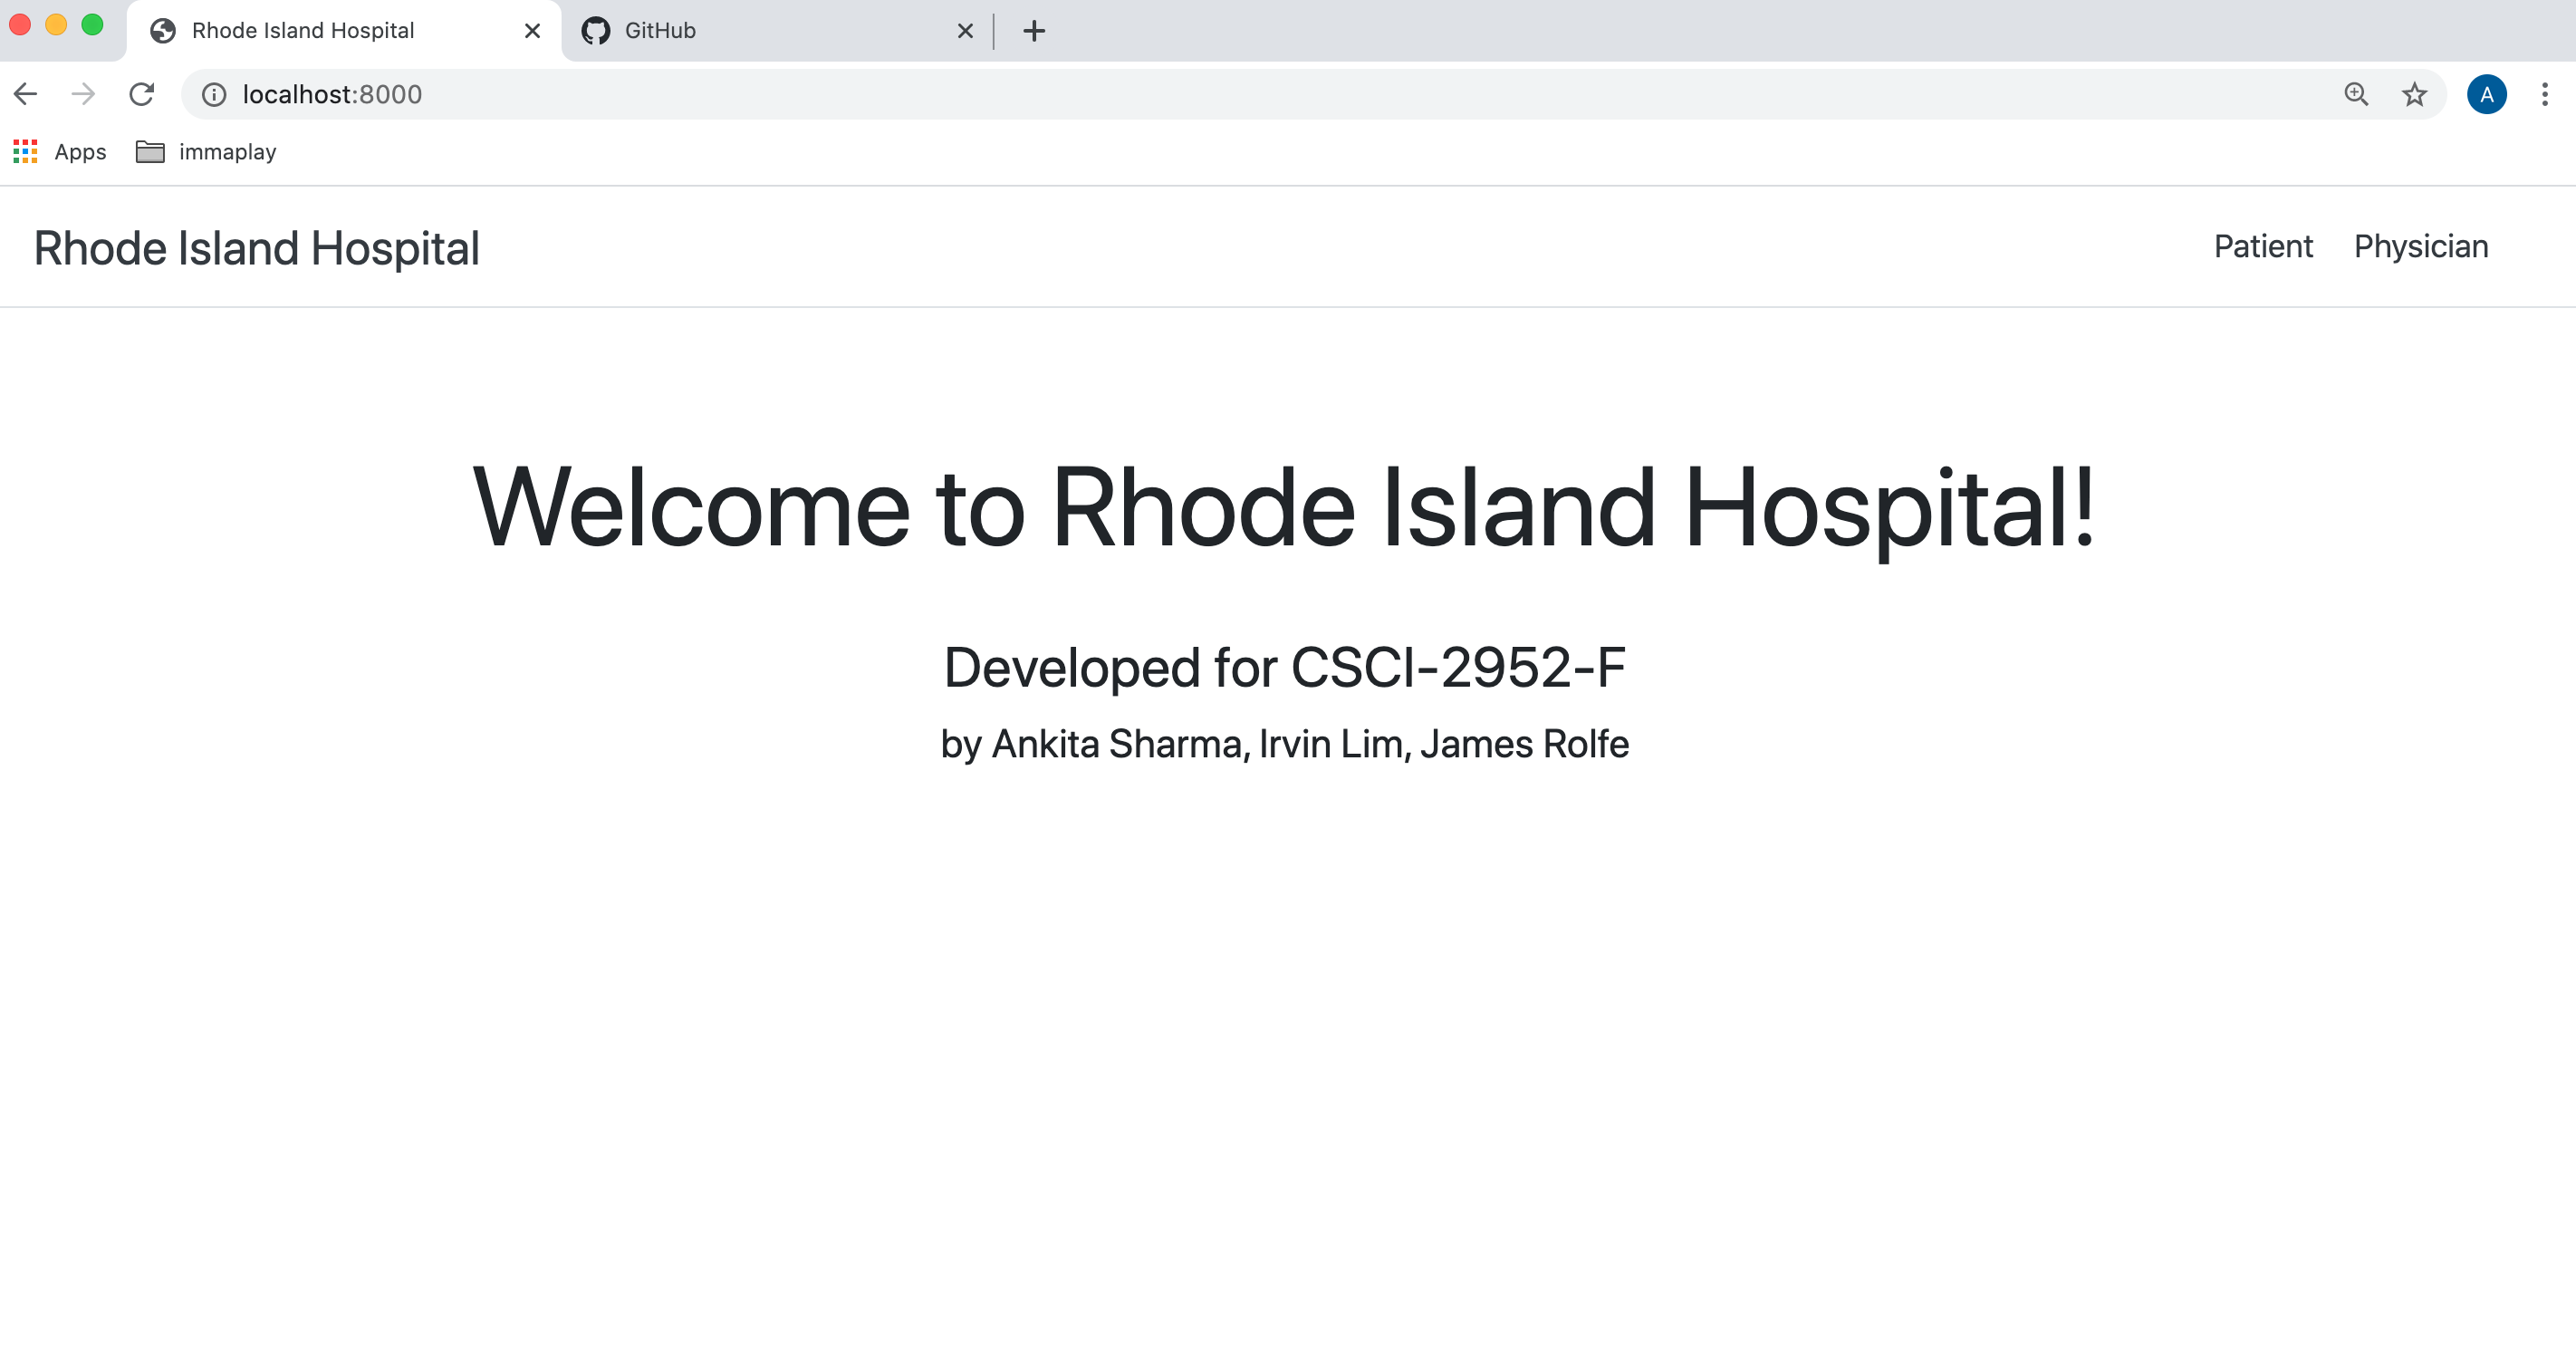 Rhode Island Hospital
GitHub
localhost:8000
A
Apps
immaplay
Rhode Island Hospital
Patient
Physician
Welcome to Rhode Island Hospital!
Developed for CSCI-2952-F
by Ankita Sharma, Irvin Lim, James Rolfe